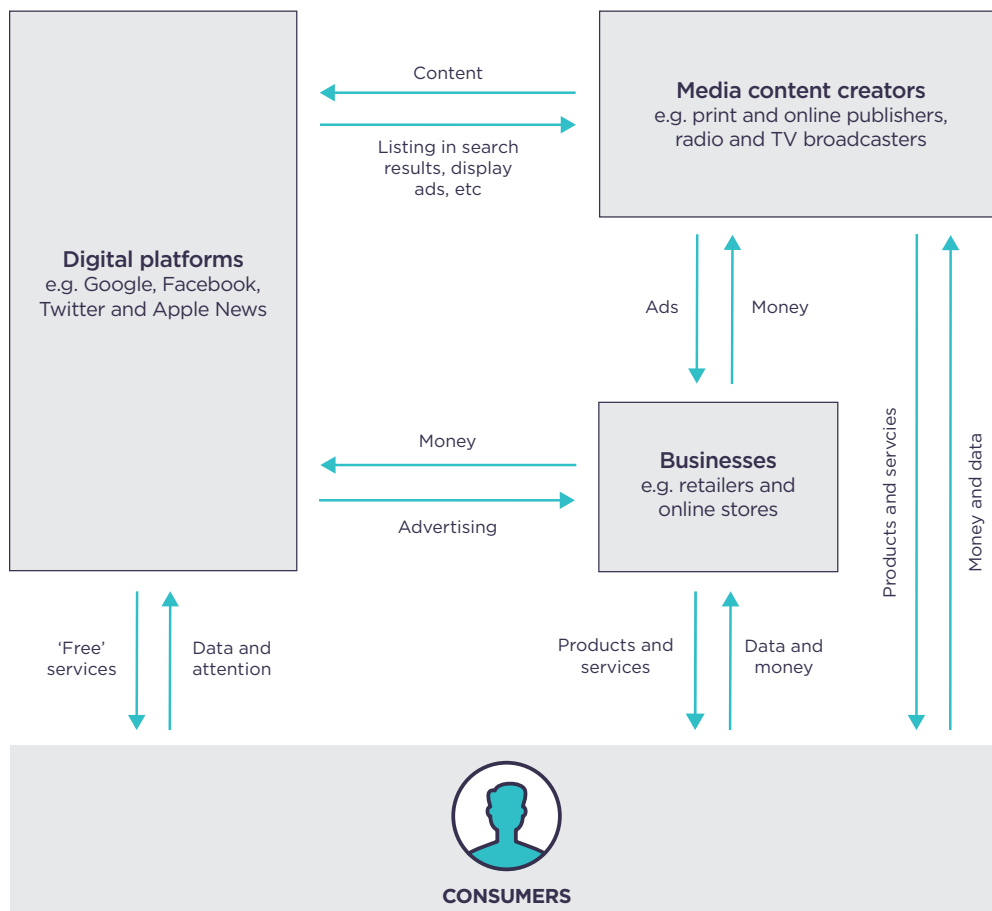 Content
Listing in search
results, display
ads, etc
Media content creators
e.g. print and online publishers,
radio and TV broadcasters
Digital platforms
e.g. Google, Facebook,
Twitter and Apple News
Ads
Money
Money
Advertising
Businesses
e.g. retailers and
online stores
Products and servcies
Money and data
‘Free’
services
Data and
attention
Products and
services
Data and
money
CONSUMERS